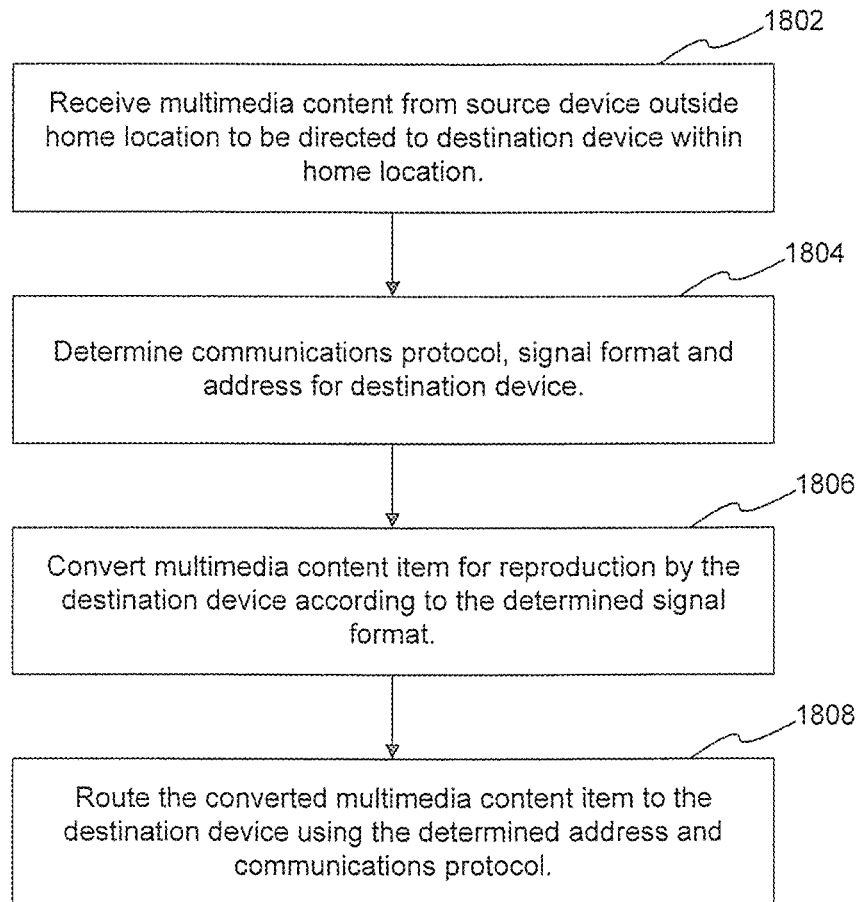 1802
Receive multimedia content from source device outside
home location to be directed to destination device within
home location.
1804
Determine communications protocol, signal format and
address for destination device.
1806
Convert multimedia content item for reproduction by the
destination device according to the determined signal
format.
1808
Route the converted multimedia content item to the
destination device using the determined address and
communications protocol.